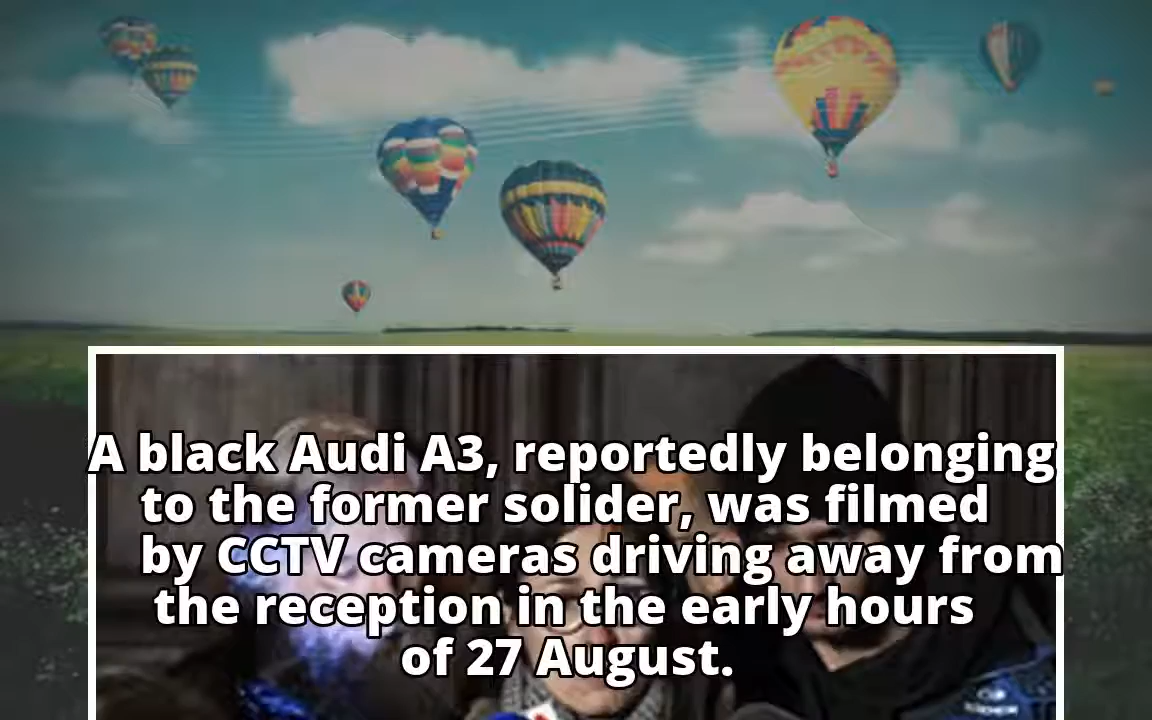 A black Audi A3, reportedly belonging
to the former solider, was filmed
by CCTV cameras driving away from
the reception in the early hours
of 27 August.